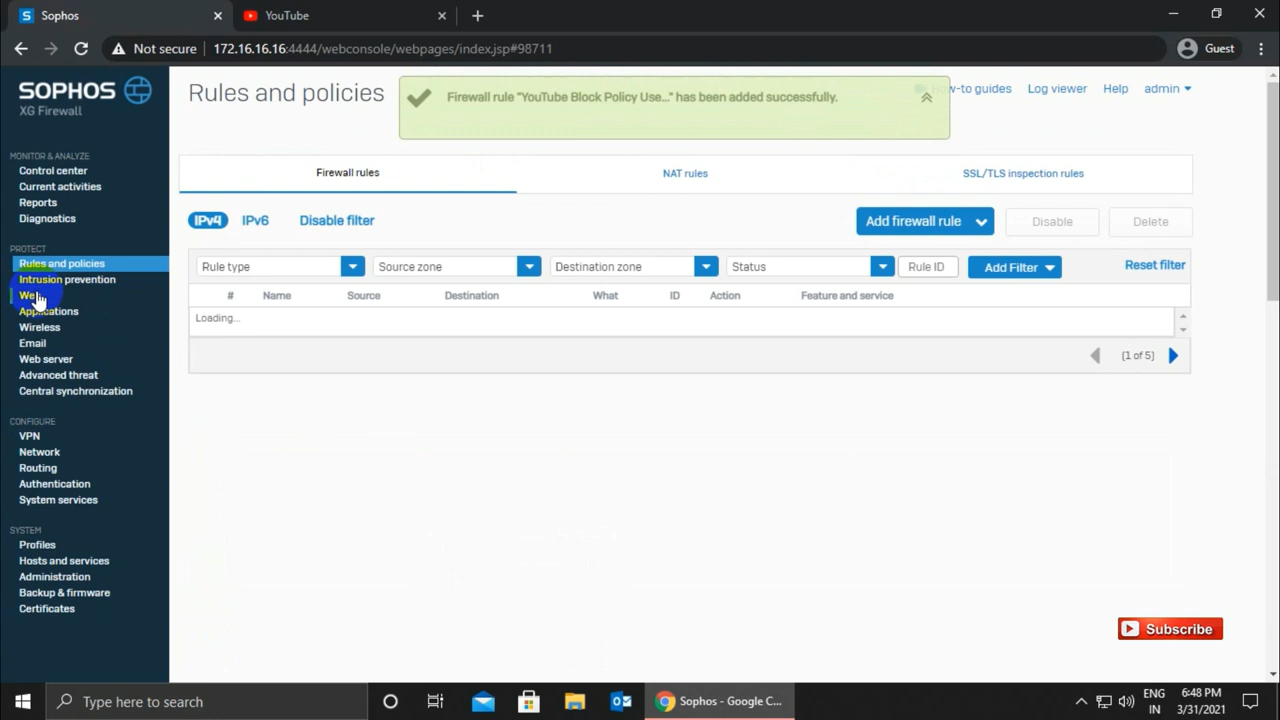 Sophos
YouTube
Not secure
172.16.16.16:4444/webconsole/webpages/index.jsp#98711
Guest
SOPHOS
XG Firewall
Rules and policies
Firewall rule "YouTube Block Policy Use..." has been added successfully.
How-to guides
Log viewer
Help
admin
MONITOR & ANALYZE
Control center
Current activities
Reports
Diagnostics
PROTECT
Rules and policies
Intrusion prevention
Applications
Wireless
Email
Web server
Advanced threat
Central synchronization
CONFIGURE
VPN
Network
Routing
Authentication
System services
SYSTEM
Profiles
Hosts and services
Administration
Backup & firmware
Certificates
Firewall rules
NAT rules
SSL/TLS inspection rules
IPv4
IPv6
Disable filter
Add firewall rule
Disable
Delete
Rule type
Source zone
Destination zone
Status
Rule ID
Add Filter
Reset filter
# Name Source Destination What ID Action Feature and service
Loading...
(1 of 5)
Subscribe
Type here to search
Sophos - Google C...
ENG
IN
6:48 PM
3/31/2021